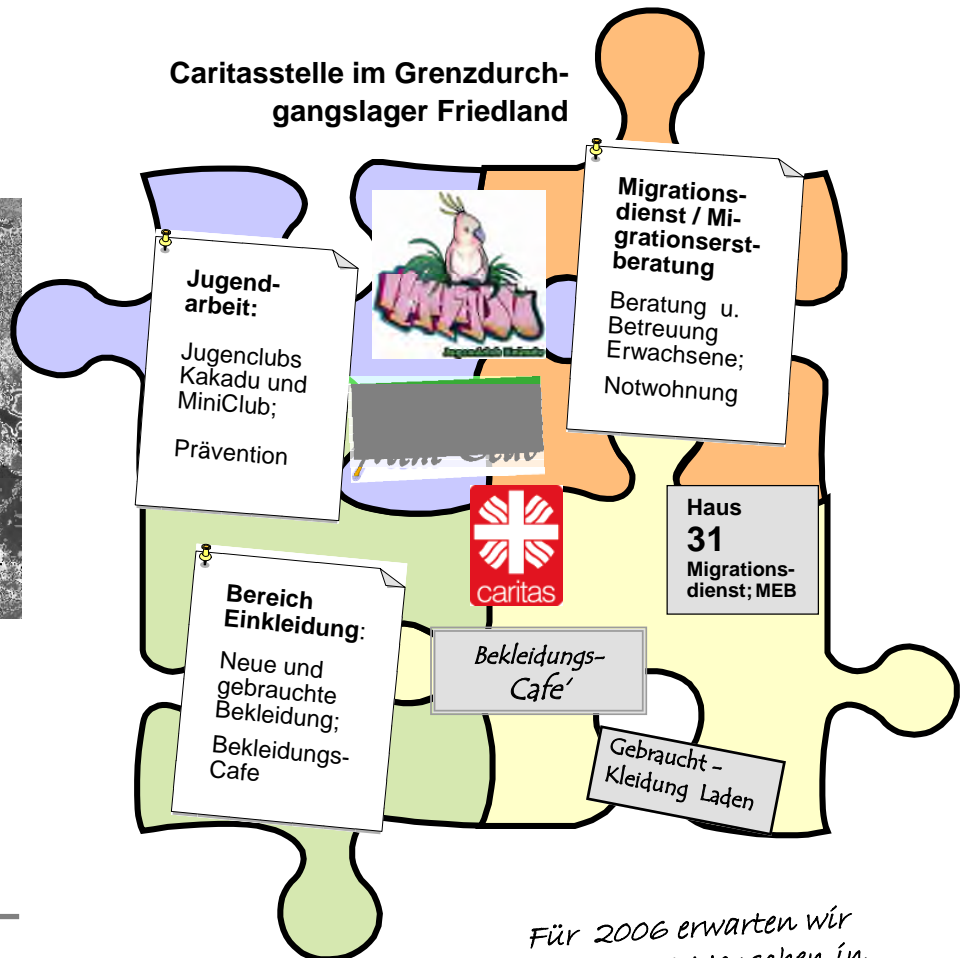 Caritasstelle im Grenzdurch-
gangslager Friedland
Migrations-
dienst / Mi-
grationserst-
beratung
Beratung u.
Betreuung
Erwachsene;
Notwohnung
Jugend-
arbeit:
Jugenclubs
Kakadu und
MiniClub;
Prävention
Haus
31
Migrations-
dienst; MEB
caritas
Bereich
Einkleidung:
Neue und
gebrauchte
Bekleidung;
Bekleidungs-
Cafe
Bekleidungs-
Cafe´
Gebraucht -
Kleidung Laden
Für 2006 erwarten wir